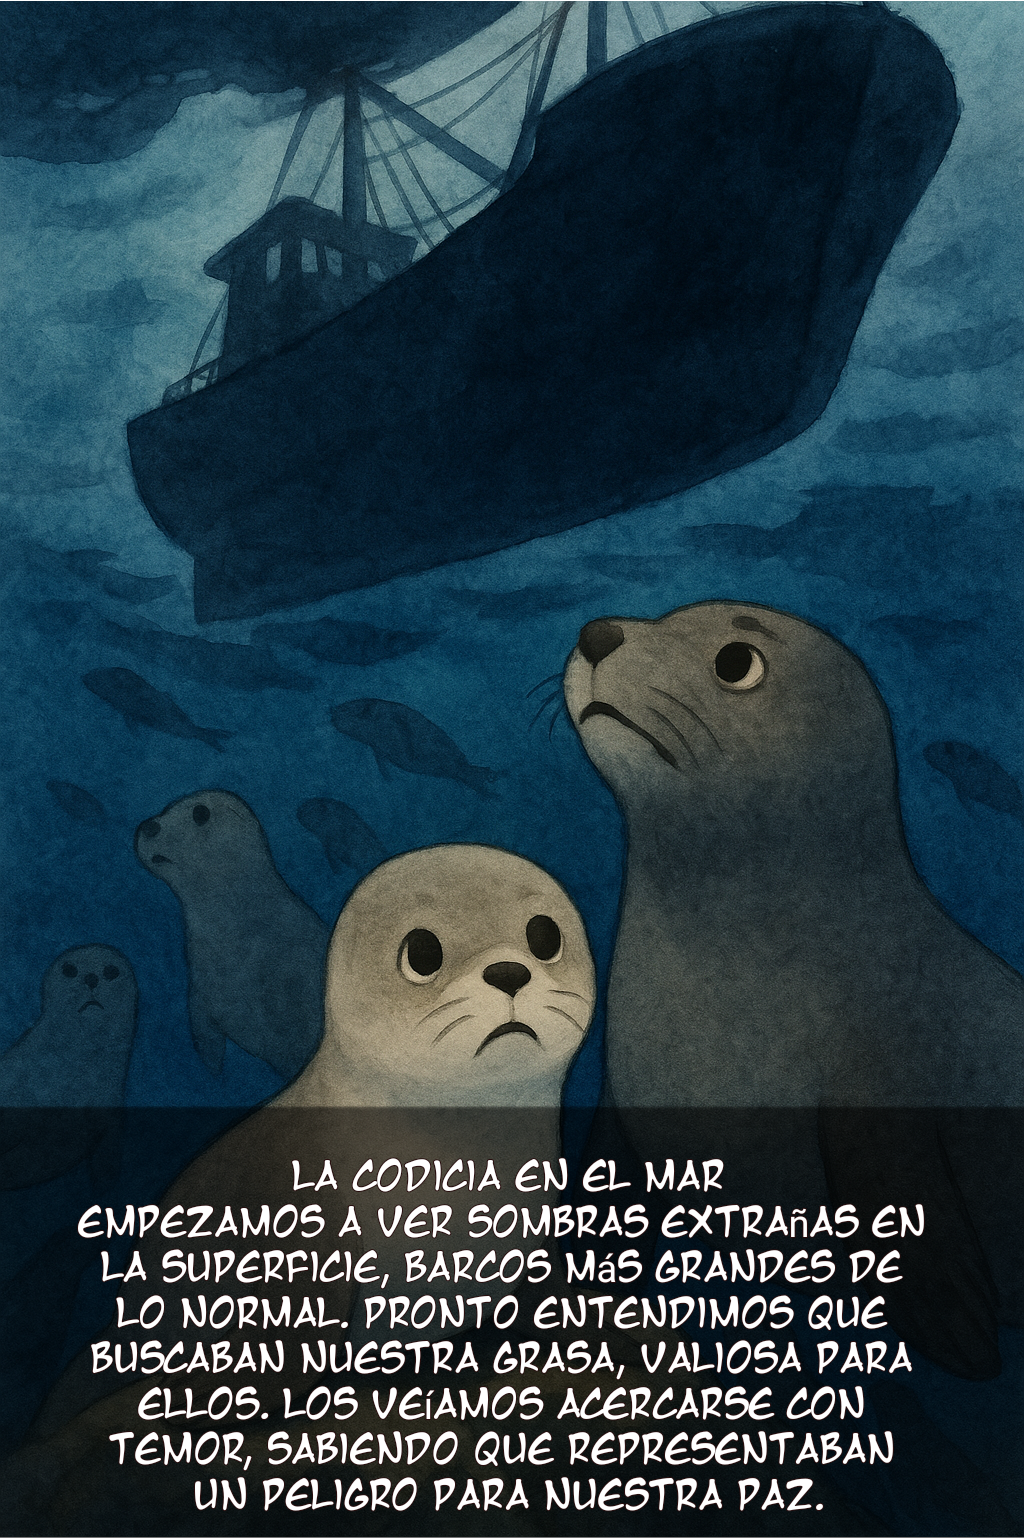 LA CODICIA EN EL MAR
EMPEZAMOS A VER SOMBRAS EXTRAñAS EN
LA SUPERFICIE, BARCOS MáS GRANDES DE
LO NORMAL. PRONTO ENTENDIMOS QUE
BUSCABAN NUESTRA GRASA, VALIOSA PARA
ELLOS. LOS VEíAMOS ACERCARSE CON
TEMOR, SABIENDO QUE REPRESENTABAN
UN PELIGRO PARA NUESTRA PAZ.